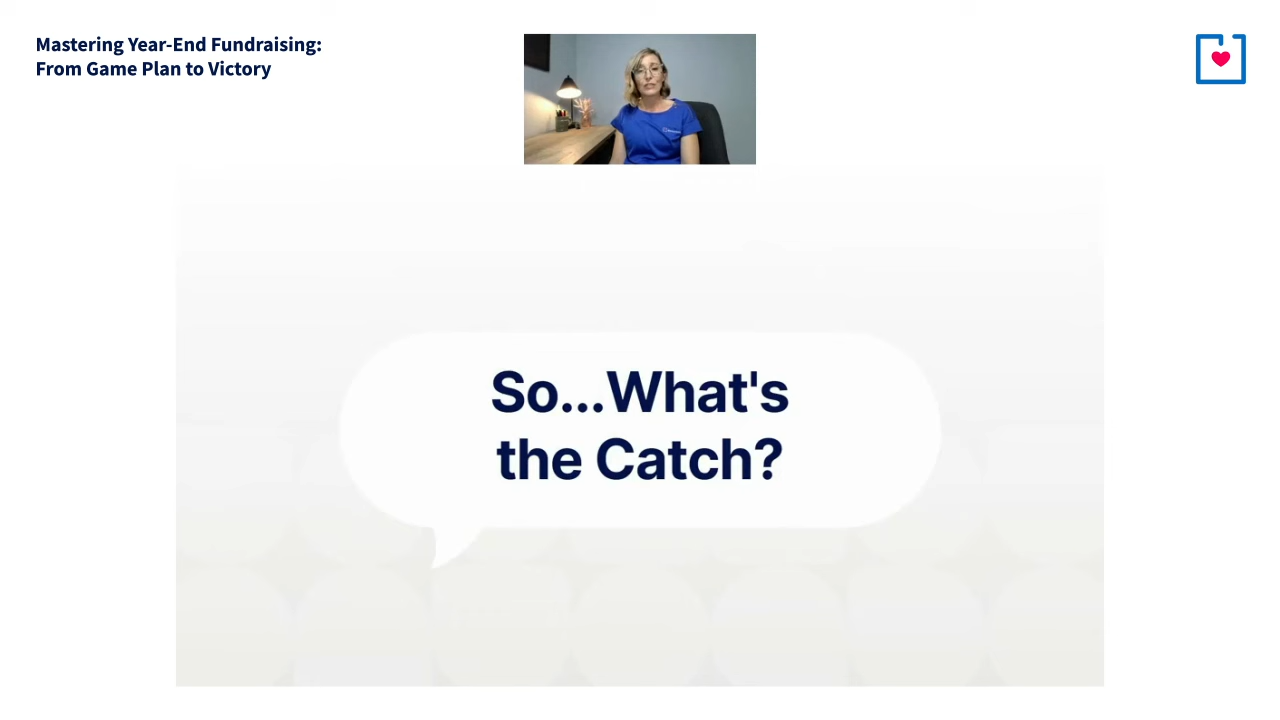 Mastering Year-End Fundraising:
From Game Plan to Victory
So...What's
the Catch?